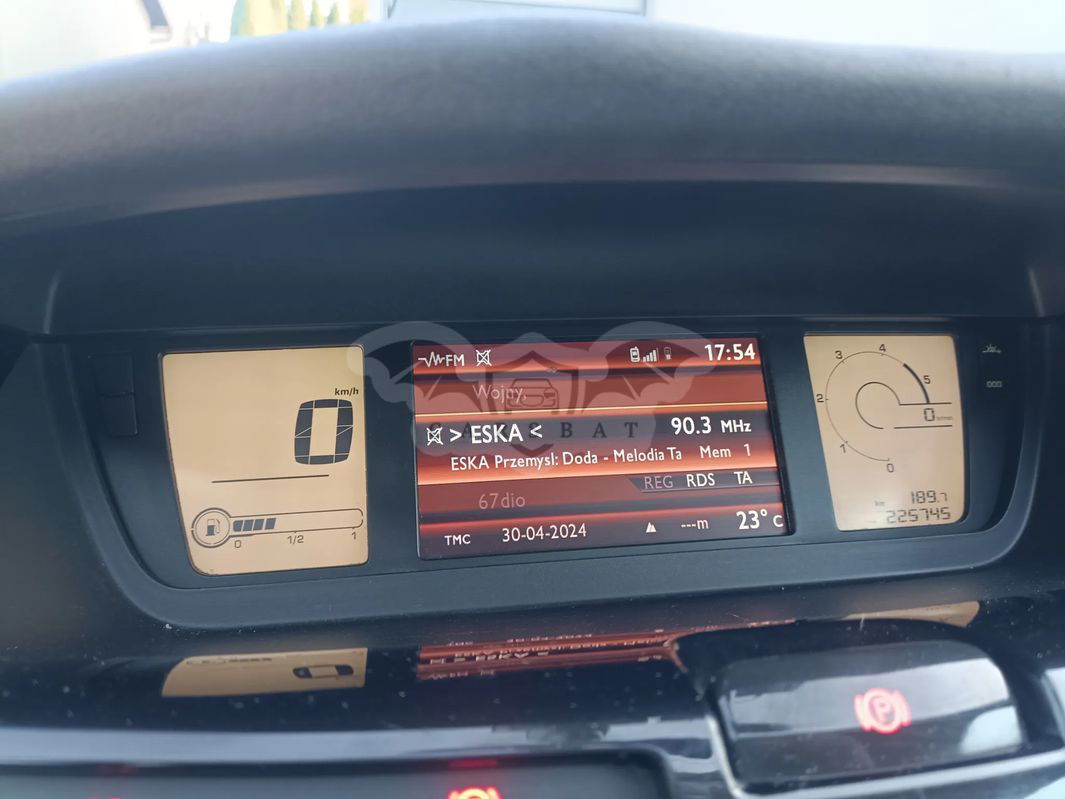 km/h
0
0 1/2 1
FM 17:54
Wojny,
> ESKA < 90.3 MHz
CARSBAT
ESKA Przemysl: Doda - Melodia Ta Mem 1
REG RDS TA
67dio
TMC 30-04-2024 ---m 23° C
4
3
5
2
0
1
0
km 189.7
225745
P